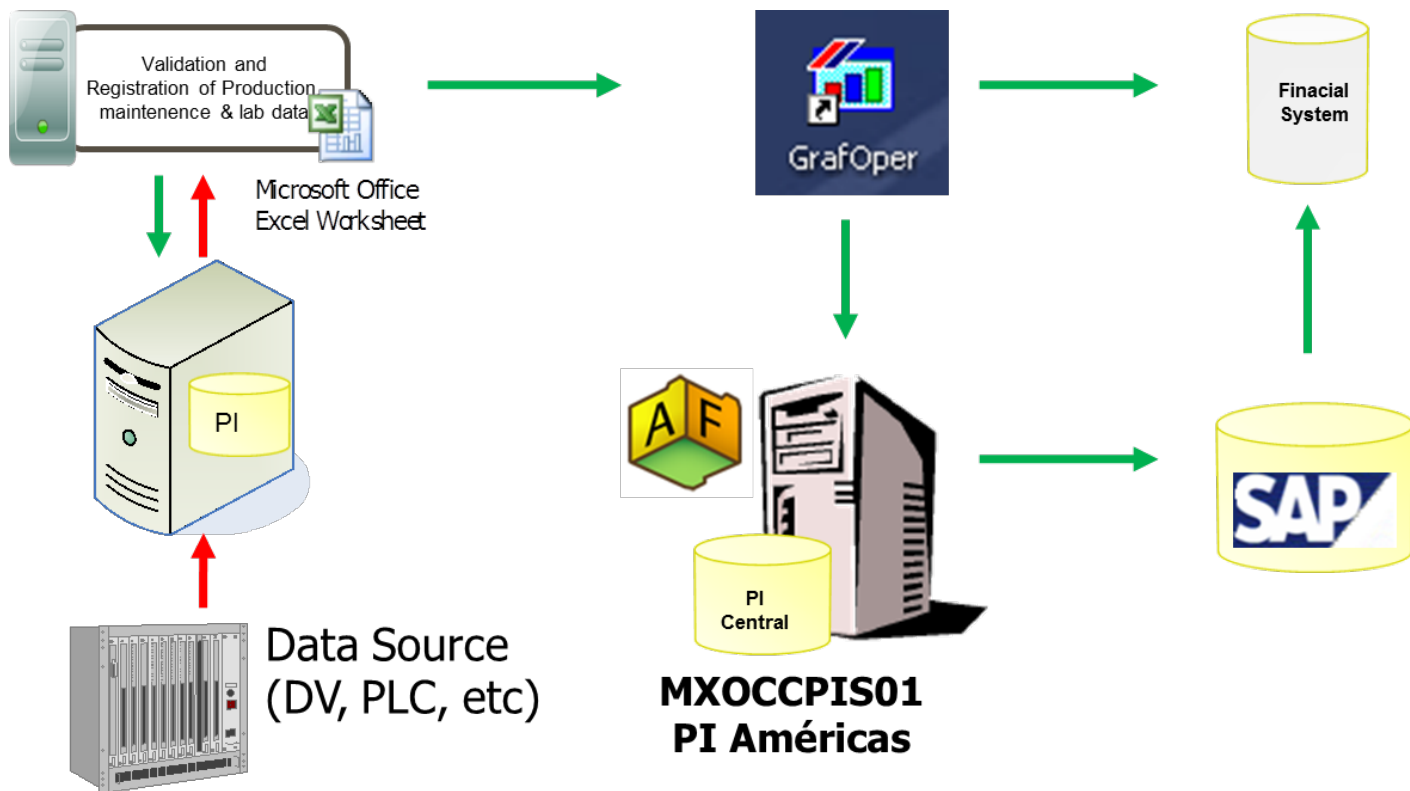 Validation and
Registration of Production
maintenence & lab data
Microsoft Office
Excel Worksheet
GrafOper
Finacial
System
PI
A F
SAP
PI
Central
Data Source
(DV, PLC, etc)
MXOCCPIS01
PI Américas